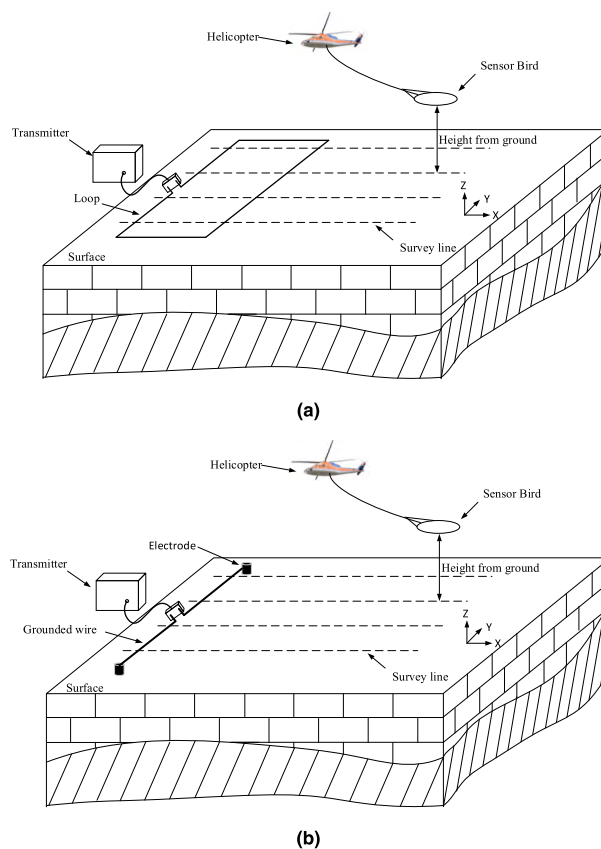 Helicopter
Sensor Bird
Transmitter
Height from ground
Z
Y
X
Loop
Survey line
Surface
(a)
Helicopter
Sensor Bird
Electrode
Transmitter
Height from ground
Z
Y
X
Grounded wire
Survey line
Surface
(b)